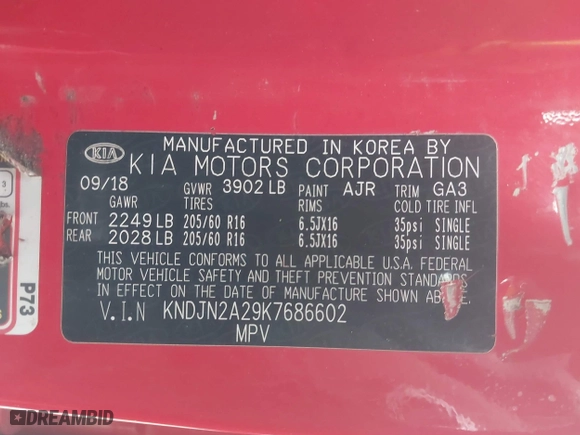 KIA
MANUFACTURED IN KOREA BY
KIA MOTORS CORPORATION
09/18 GVWR 3902 LB PAINT AJR TRIM GA3
GAWR TIRES RIMS COLD TIRE INFL
FRONT 2249 LB 205/60 R16 6.5JX16 35psi SINGLE
REAR 2028 LB 205/60 R16 6.5JX16 35psi SINGLE
THIS VEHICLE CONFORMS TO ALL APPLICABLE U.S.A. FEDERAL
MOTOR VEHICLE SAFETY AND THEFT PREVENTION STANDARDS
IN EFFECT ON THE DATE OF MANUFACTURE SHOWN ABOVE.
V.I.N KNDJN2A29K7686602
MPV
P73
DREAMBID